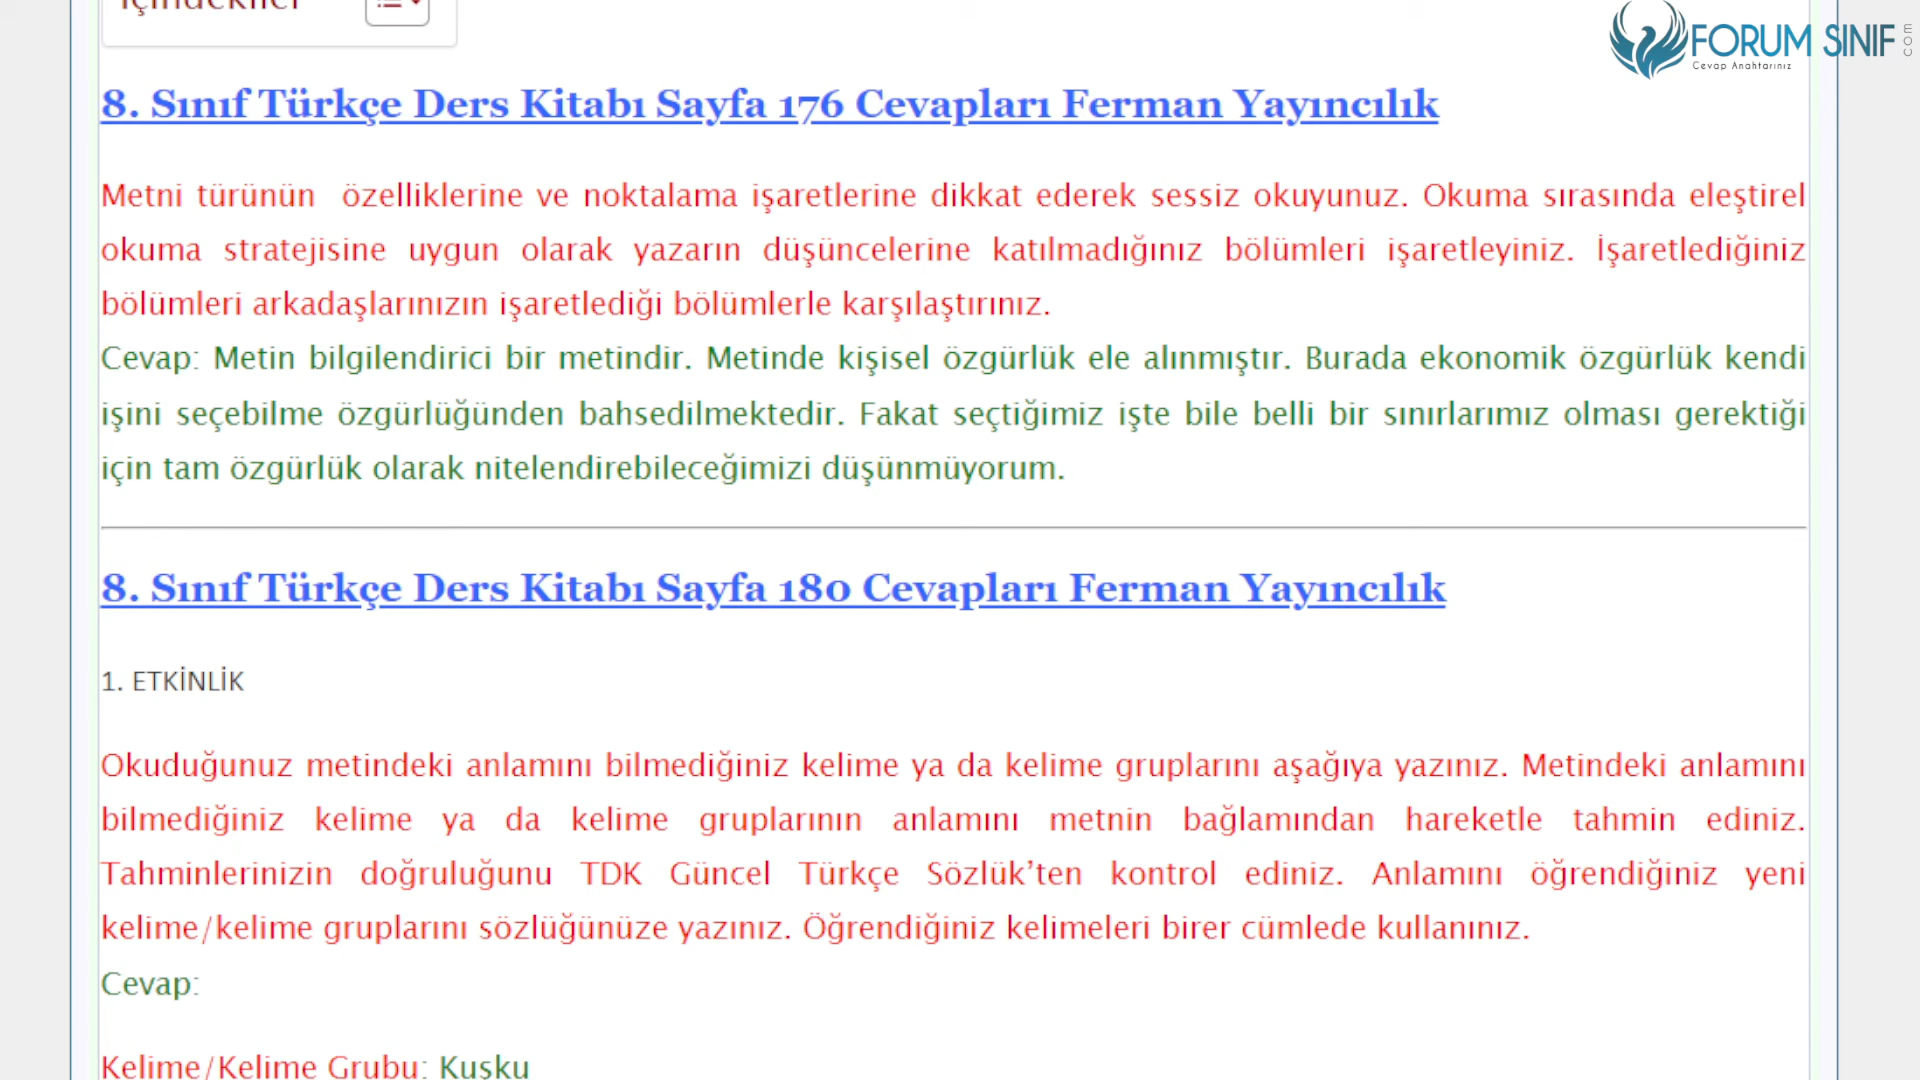 İçindekiler
FORUM SINIF
com
Cevap Anahtarınız
8. Sınıf Türkçe Ders Kitabı Sayfa 176 Cevapları Ferman Yayıncılık
Metni türünün özelliklerine ve noktalama işaretlerine dikkat ederek sessiz okuyunuz. Okuma sırasında eleştirel
okuma stratejisine uygun olarak yazarın düşüncelerine katılmadığınız bölümleri işaretleyiniz. İşaretlediğiniz
bölümleri arkadaşlarınızın işaretlediği bölümlerle karşılaştırınız.
Cevap: Metin bilgilendirici bir metindir. Metinde kişisel özgürlük ele alınmıştır. Burada ekonomik özgürlük kendi
işini seçebilme özgürlüğünden bahsedilmektedir. Fakat seçtiğimiz işte bile belli bir sınırlarımız olması gerektiği
için tam özgürlük olarak nitelendirebileceğimizi düşünmüyorum.
8. Sınıf Türkçe Ders Kitabı Sayfa 180 Cevapları Ferman Yayıncılık
1. ETKİNLİK
Okuduğunuz metindeki anlamını bilmediğiniz kelime ya da kelime gruplarını aşağıya yazınız. Metindeki anlamını
bilmediğiniz kelime ya da kelime gruplarının anlamını metnin bağlamından hareketle tahmin ediniz.
Tahminlerinizin doğruluğunu TDK Güncel Türkçe Sözlük’ten kontrol ediniz. Anlamını öğrendiğiniz yeni
kelime/kelime gruplarını sözlüğünüze yazınız. Öğrendiğiniz kelimeleri birer cümlede kullanınız.
Cevap:
Kelime/Kelime Grubu: Kuşku